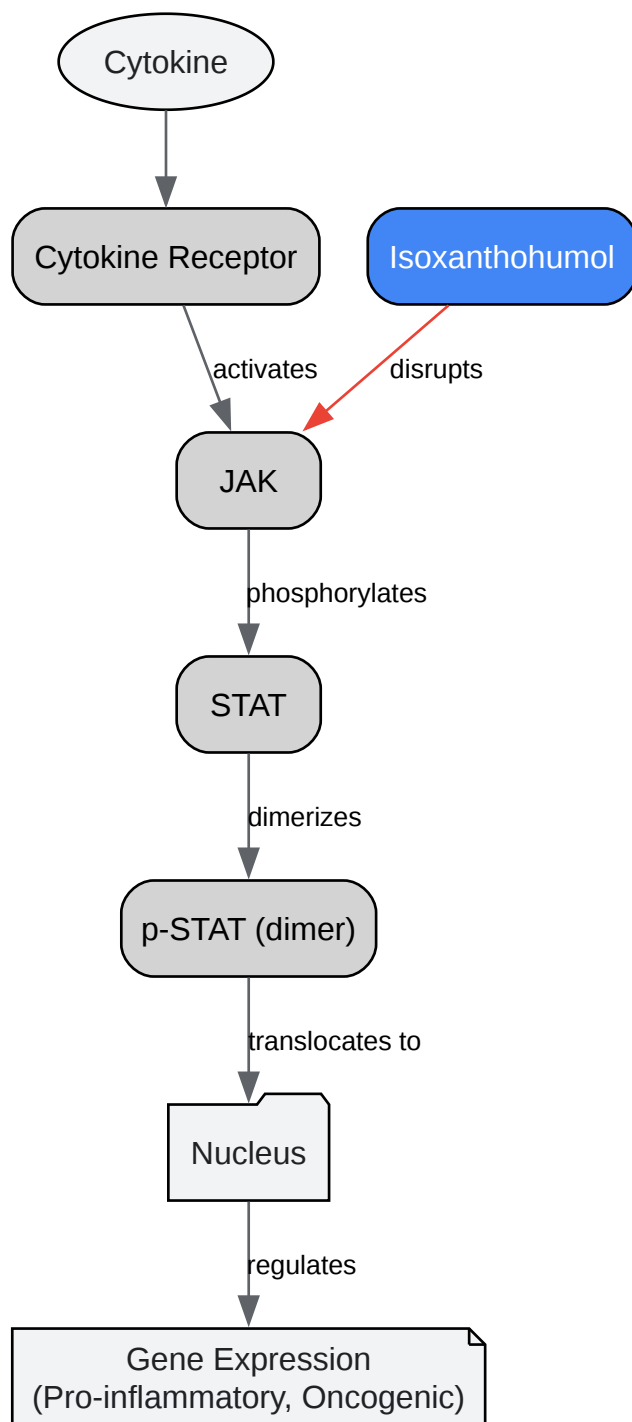 Cytokine
Cytokine Receptor
Isoxanthohumol
activates
disrupts
JAK
phosphorylates
STAT
dimerizes
p-STAT (dimer)
translocates to
Nucleus
regulates
Gene Expression
(Pro-inflammatory, Oncogenic)